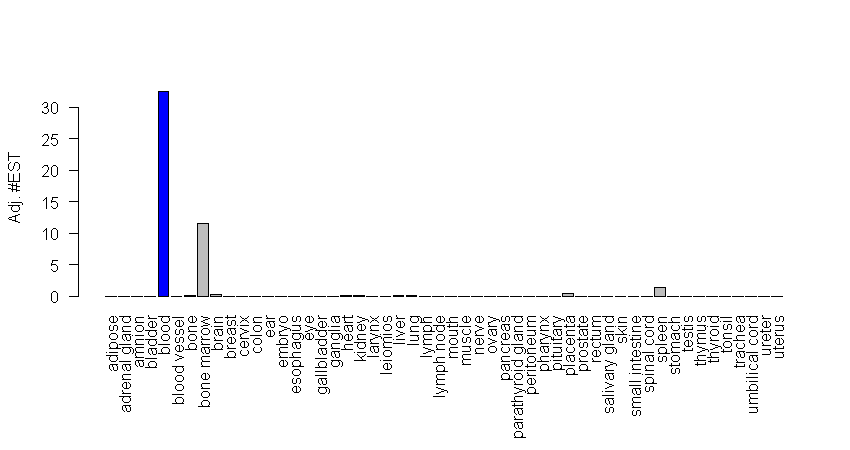 Adj. #EST
30
25
20
15
10
5
0
adipose
adrenal gland
amnion
bladder
blood
blood vessel
bone
bone marrow
brain
breast
cervix
colon
ear
embryo
esophagus
eye
gallbladder
ganglia
heart
kidney
larynx
leiomios
liver
lung
lymph
lymph node
mouth
muscle
nerve
ovary
pancreas
parathyroid gland
peritoneum
pharynx
pituitary
placenta
prostate
rectum
salivary gland
skin
small intestine
spinal cord
spleen
stomach
testis
thymus
thyroid
tonsil
trachea
umbilical cord
ureter
uterus